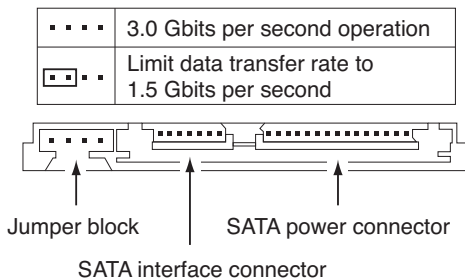 3.0 Gbits per second operation
Limit data transfer rate to
1.5 Gbits per second
Jumper block
SATA power connector
SATA interface connector